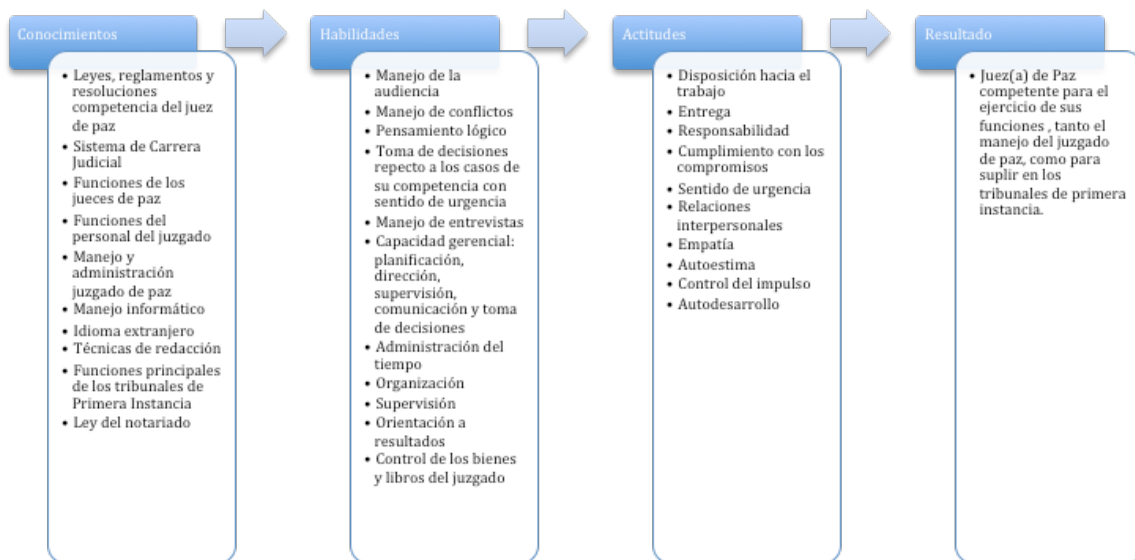 Conocimientos
• Leyes, reglamentos y
resoluciones
competencia del juez
de paz
• Sistema de Carrera
Judicial
• Funciones de los
jueces de paz
• Funciones del
personal del juzgado
• Manejo y
administración
juzgado de paz
• Manejo informático
• Idioma extranjero
• Técnicas de redacción
• Funciones principales
de los tribunales de
Primera Instancia
• Ley del notariado
Habilidades
• Manejo de la
audiencia
• Manejo de conflictos
• Pensamiento lógico
• Toma de decisiones
repecto a los casos de
su competencia con
sentido de urgencia
• Manejo de entrevistas
• Capacidad gerencial:
planificación,
dirección,
supervisión,
comunicación y toma
de decisiones
• Administración del
tiempo
• Organización
• Supervisión
• Orientación a
resultados
• Control de los bienes
y libros del juzgado
Actitudes
• Disposición hacia el
trabajo
• Entrega
• Responsabilidad
• Cumplimiento con los
compromisos
• Sentido de urgencia
• Relaciones
interpersonales
• Empatía
• Autoestima
• Control del impulso
• Autodesarrollo
Resultado
• Juez(a) de Paz
competente para el
ejercicio de sus
funciones , tanto el
manejo del juzgado
de paz, como para
suplir en los
tribunales de primera
instancia.